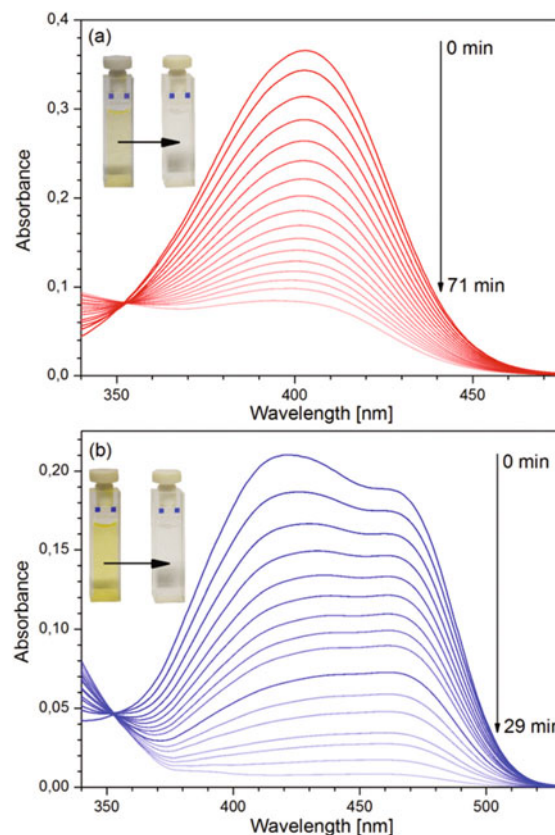 (a)
0 min
71 min
0,4
0,3
0,2
0,1
0,0
Absorbance
350
400
450
Wavelength [nm]
(b)
0 min
29 min
0,20
0,15
0,10
0,05
0,00
Absorbance
350
400
450
500
Wavelength [nm]